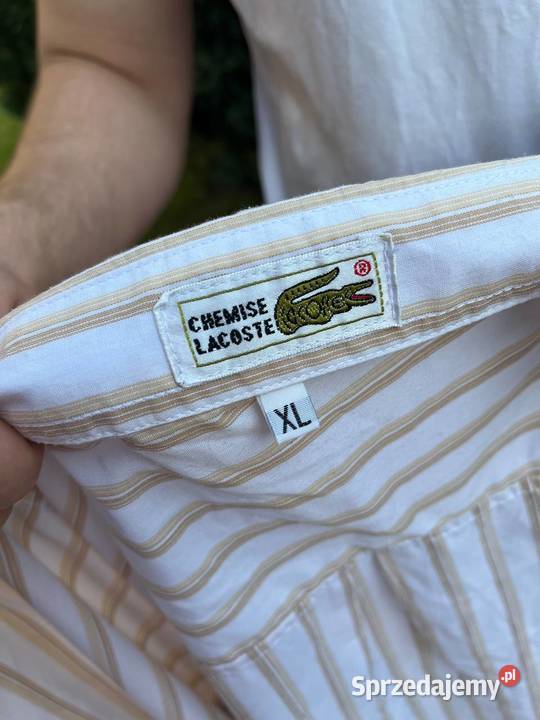 CHEMISE
LACOSTE
®
XL
Sprzedajemy.pl